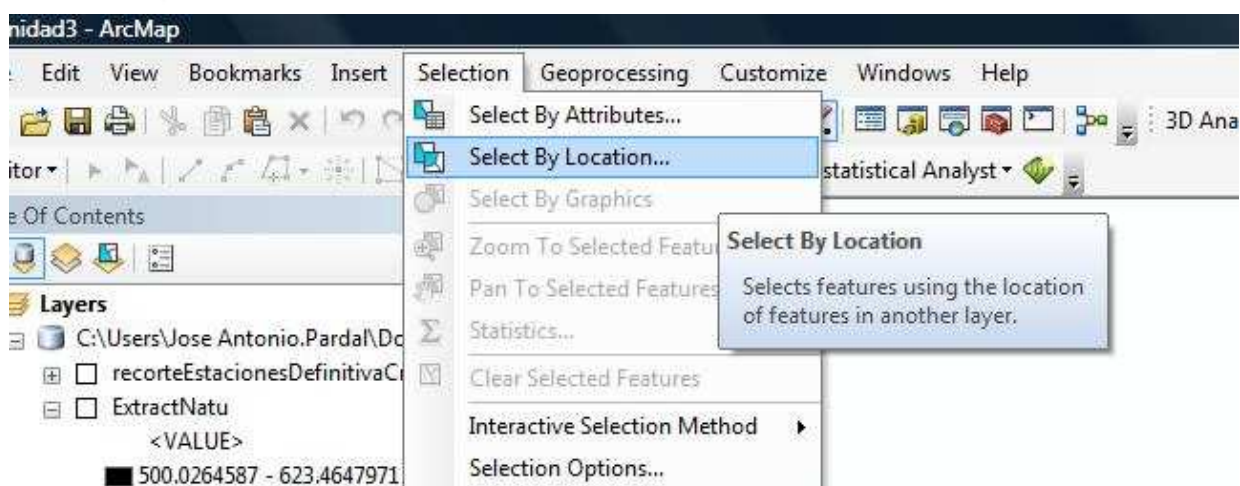 nidad3 - ArcMap
Edit View Bookmarks Insert Selection Geoprocessing Customize Windows Help
3D Ana
itor
statistical Analyst
e Of Contents
Select By Attributes...
Select By Location...
Select By Graphics
Zoom To Selected Featu
Pan To Selected Features
Statistics...
Clear Selected Features
Interactive Selection Method
Selection Options...
Select By Location
Selects features using the location
of features in another layer.
Layers
C:\Users\Jose Antonio.Pardal\Do
recorteEstacionesDefinitivaC
ExtractNatu
<VALUE>
500.0264587 - 623.4647971